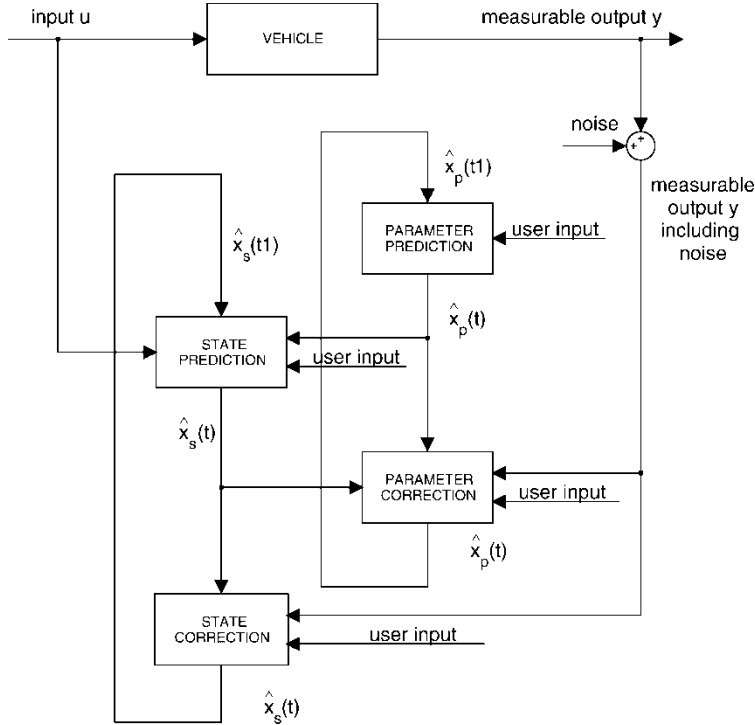 input u
VEHICLE
measurable output y
noise
+
+
measurable
output y
including
noise
x̂p(t1)
PARAMETER
PREDICTION
user input
x̂s(t1)
x̂p(t)
STATE
PREDICTION
user input
x̂s(t)
PARAMETER
CORRECTION
user input
x̂p(t)
STATE
CORRECTION
user input
x̂s(t)